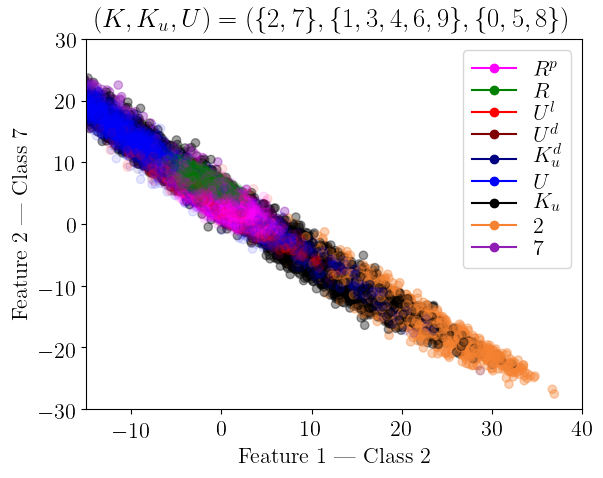 (K, K_u, U) = ({2, 7}, {1, 3, 4, 6, 9}, {0, 5, 8})
30
20
10
0
−10
−20
−30
Feature 2 — Class 7
R^p
R
U^l
U^d
K_u^d
U
K_u
2
7
−10
0
10
20
30
40
Feature 1 — Class 2